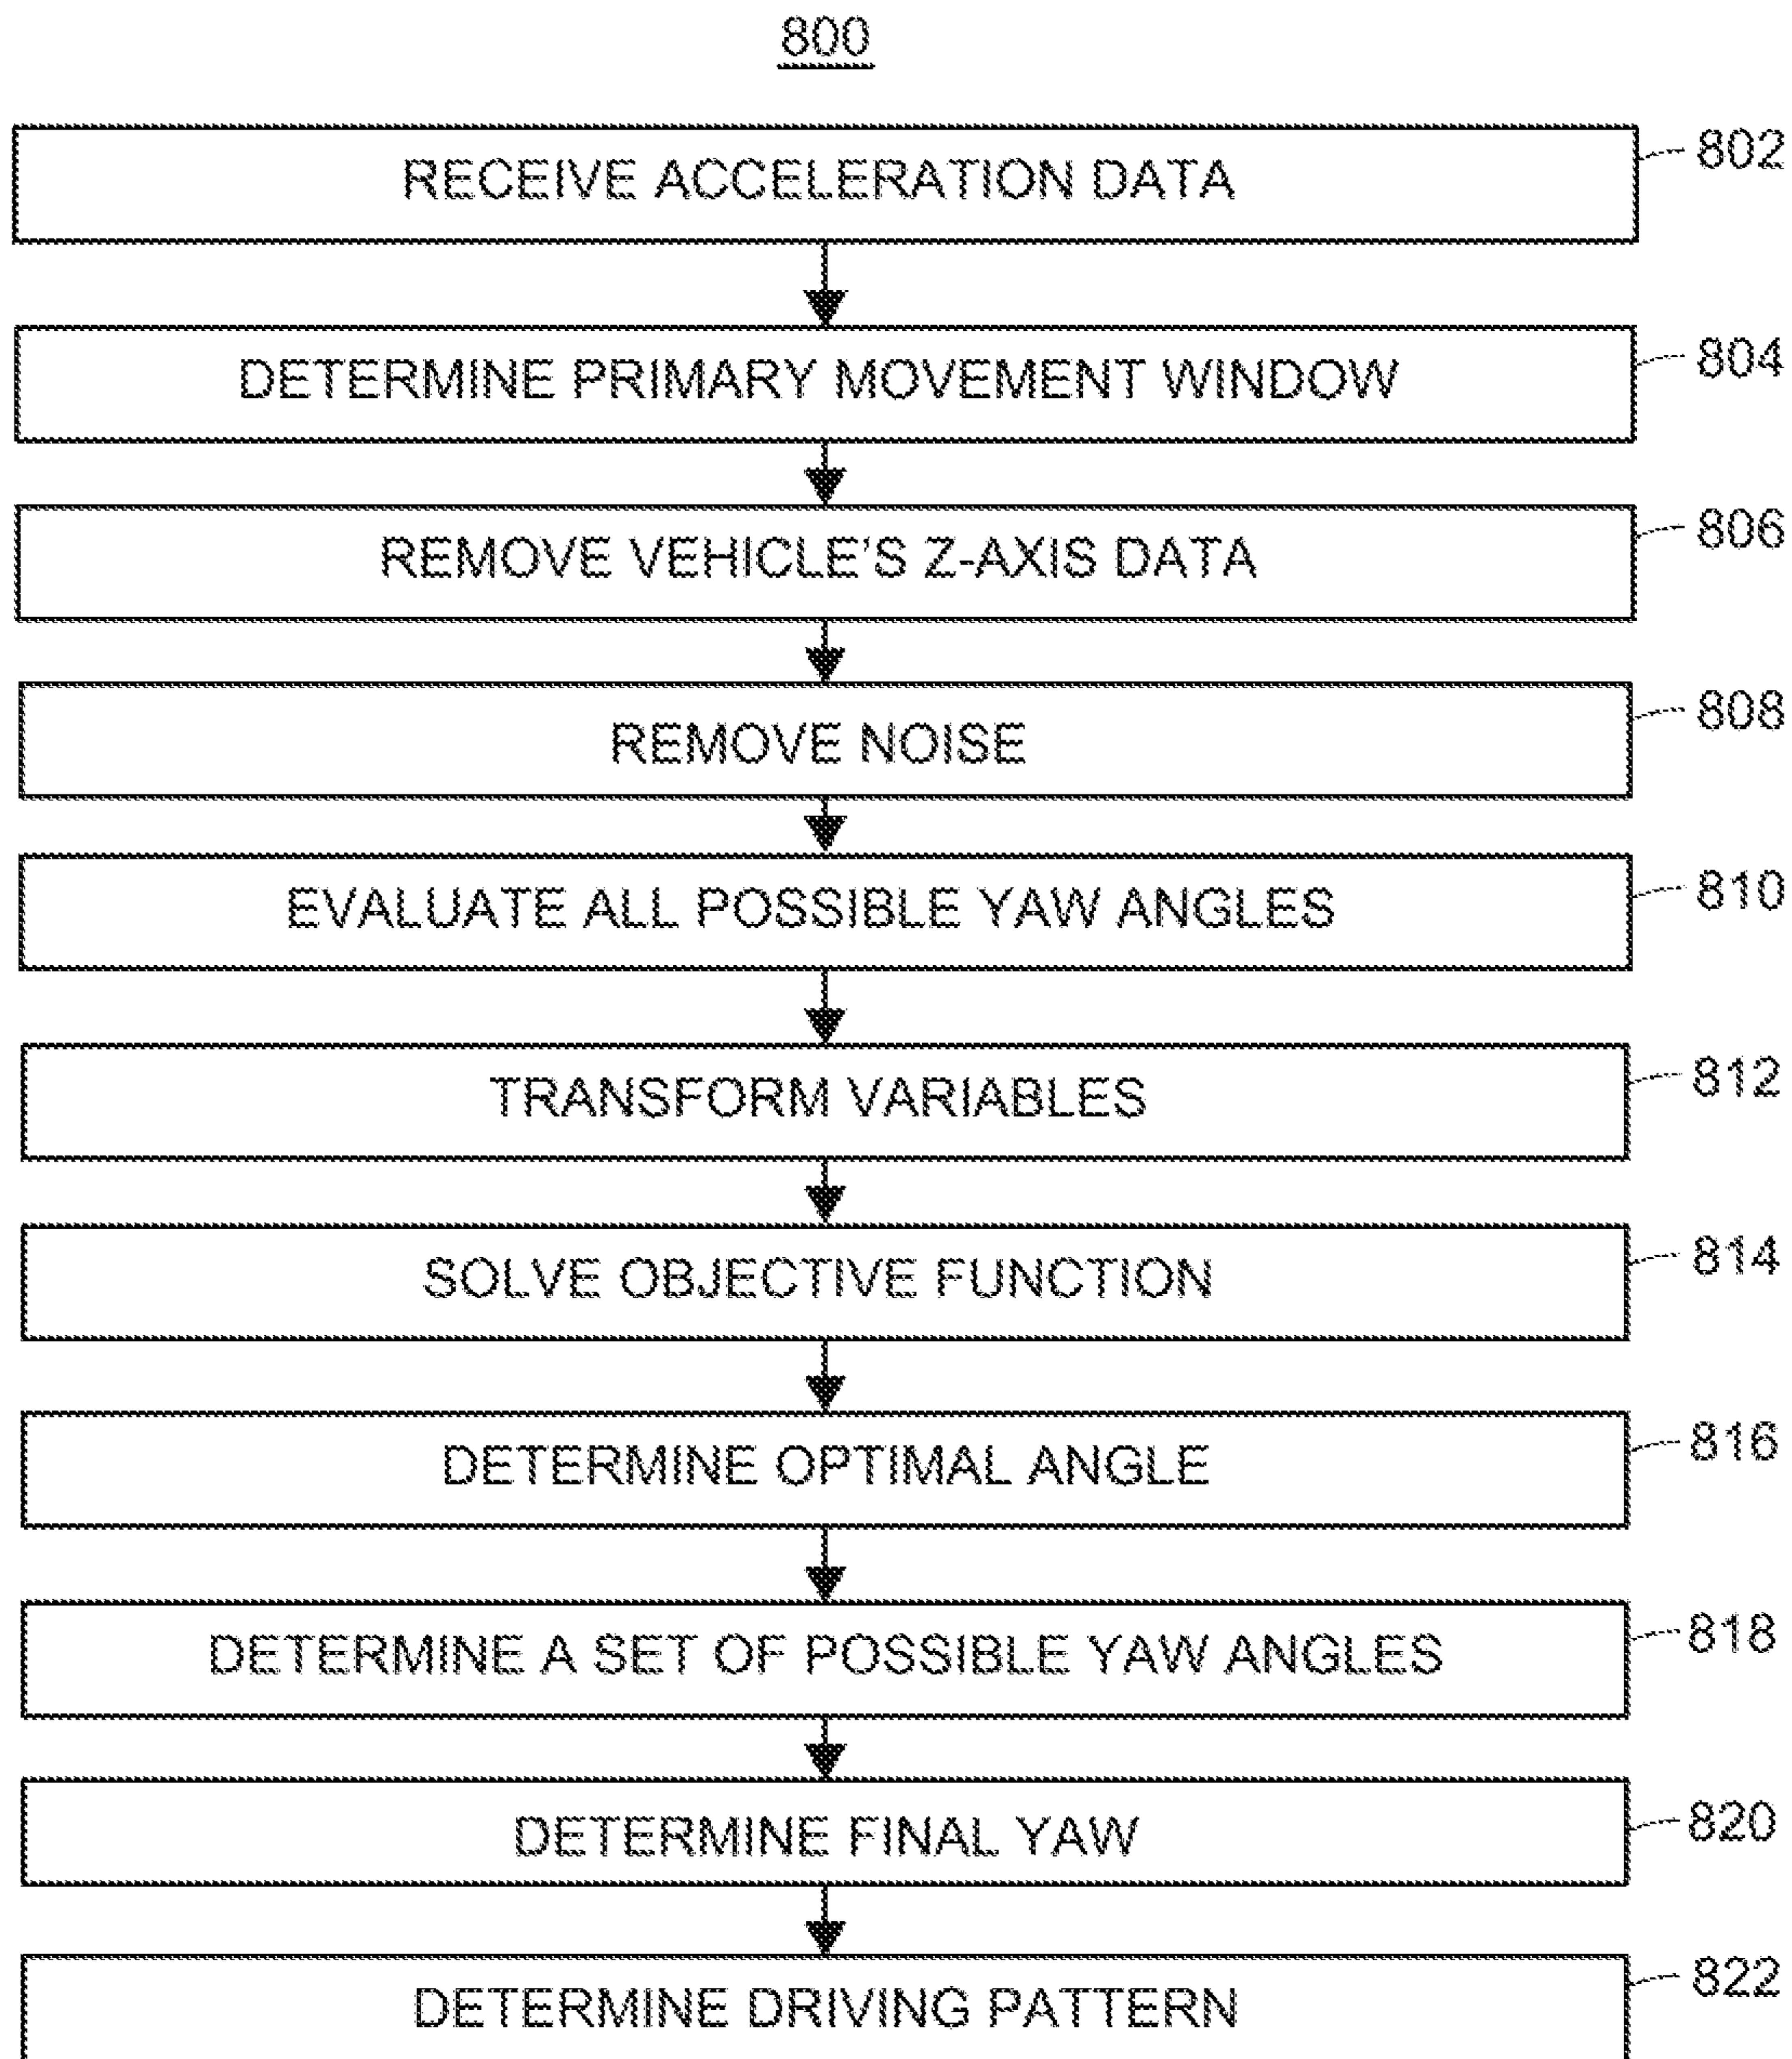 800
RECEIVE ACCELERATION DATA 802
DETERMINE PRIMARY MOVEMENT WINDOW 804
REMOVE VEHICLE'S Z-AXIS DATA 806
REMOVE NOISE 808
EVALUATE ALL POSSIBLE YAW ANGLES 810
TRANSFORM VARIABLES 812
SOLVE OBJECTIVE FUNCTION 814
DETERMINE OPTIMAL ANGLE 816
DETERMINE A SET OF POSSIBLE YAW ANGLES 818
DETERMINE FINAL YAW 820
DETERMINE DRIVING PATTERN 822